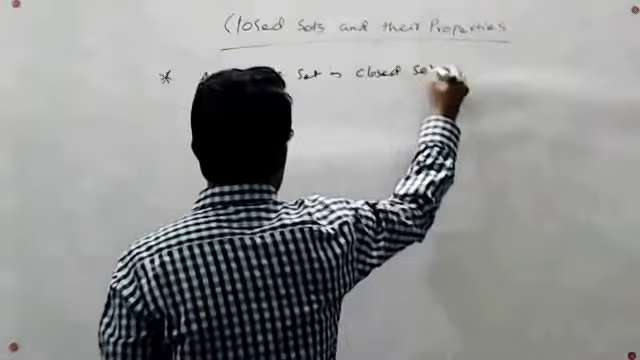 Closed Sets and their Properties
* A set is closed set